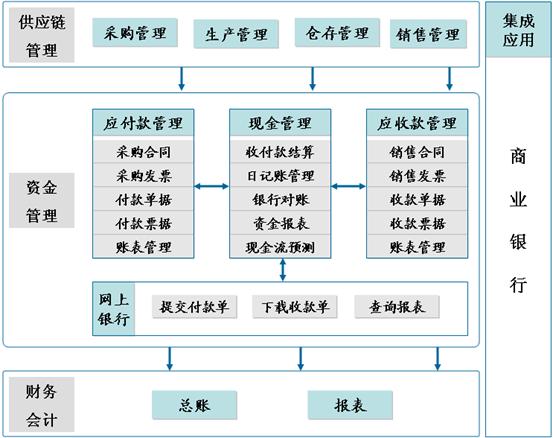 供应链
管理
采购管理
生产管理
仓存管理
销售管理
集成
应用
商
业
银
行
资金
管理
应付款管理
采购合同
采购发票
付款单据
付款票据
账表管理
现金管理
收付款结算
日记账管理
银行对账
资金报表
现金流预测
应收款管理
销售合同
销售发票
收款单据
收款票据
账表管理
网上
银行
提交付款单
下载收款单
查询报表
财务
会计
总账
报表